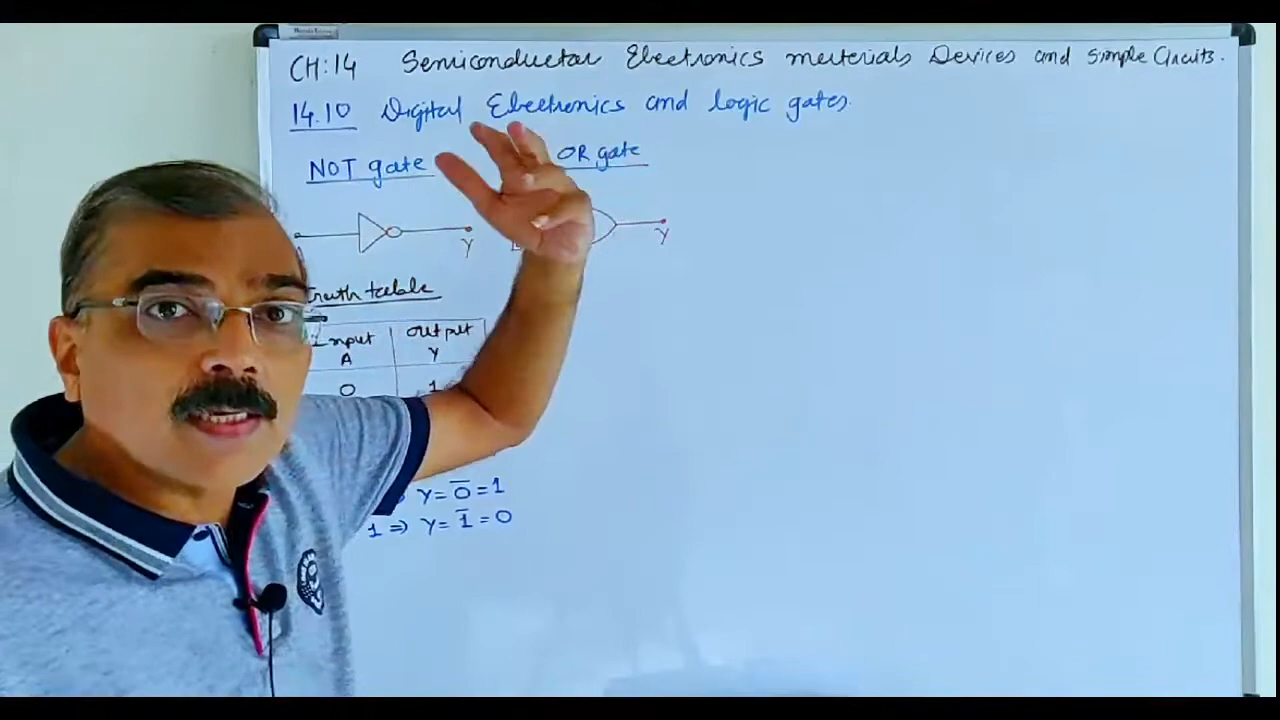 CH:14 Semiconductor Electronics materials Devices and Simple Circuits.
14.10 Digital Electronics and logic gates.
NOT gate
OR gate
Y
Y
Truth table
Input output
A Y
0 1
Y = 0̅ = 1
1 ⇒ Y = 1̅ = 0